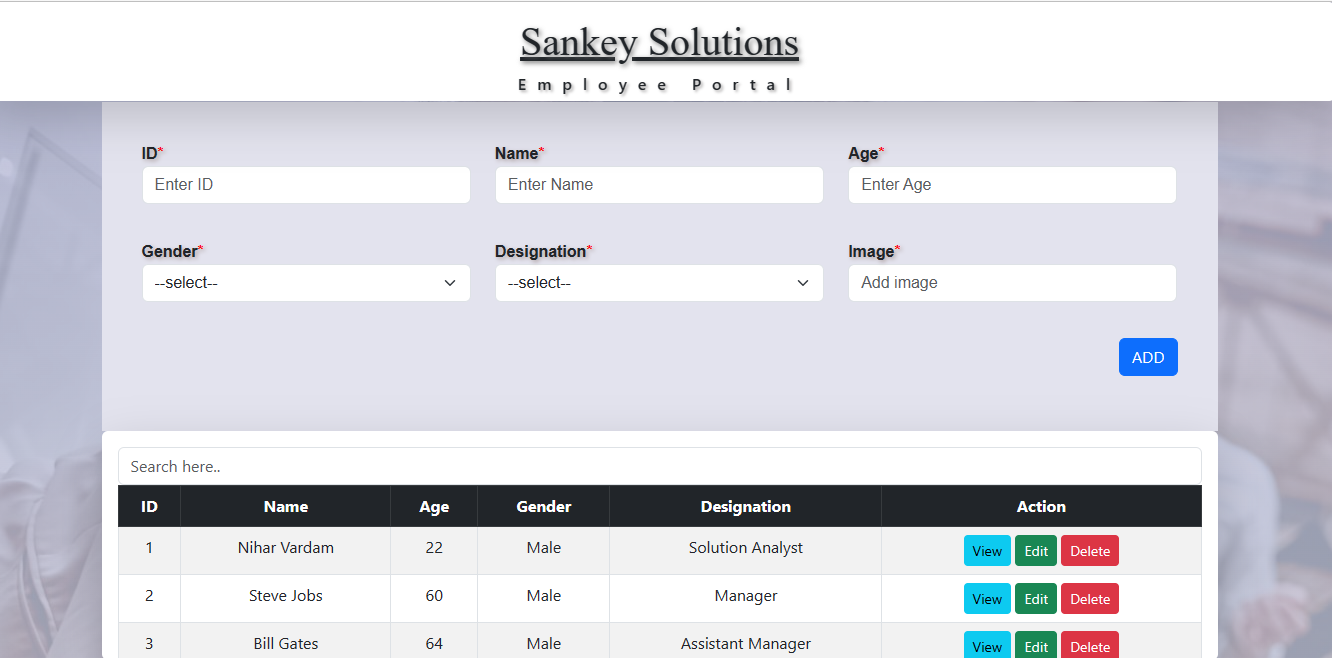 Sankey Solutions
Employee Portal
ID* Name* Age*
Enter ID Enter Name Enter Age
Gender* Designation* Image*
--select-- --select-- Add image
ADD
Search here..
ID Name Age Gender Designation Action
1 Nihar Vardam 22 Male Solution Analyst View Edit Delete
2 Steve Jobs 60 Male Manager View Edit Delete
3 Bill Gates 64 Male Assistant Manager View Edit Delete